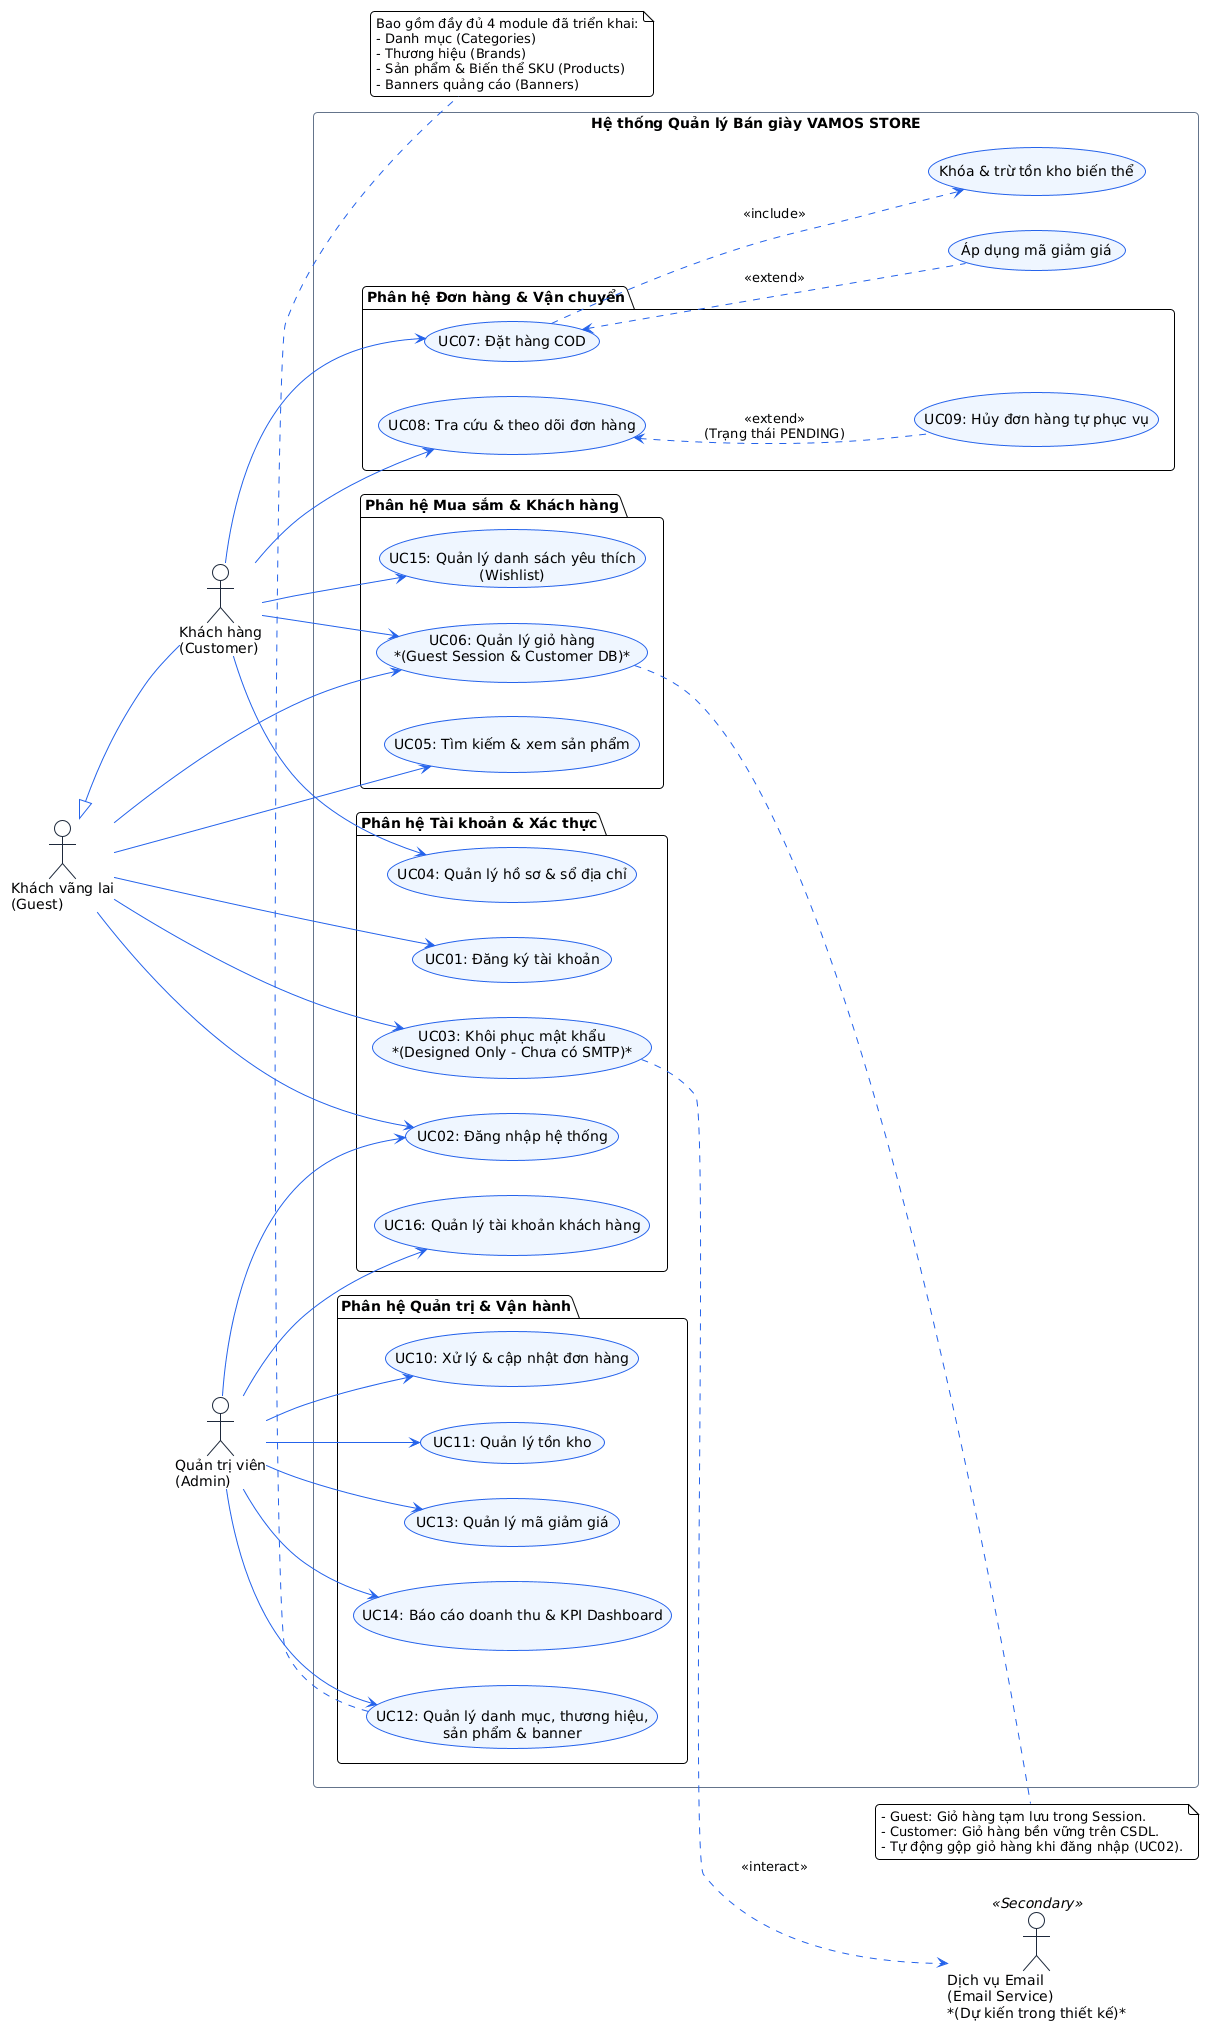 Bao gồm đầy đủ 4 module đã triển khai:
- Danh mục (Categories)
- Thương hiệu (Brands)
- Sản phẩm & Biến thể SKU (Products)
- Banners quảng cáo (Banners)
Hệ thống Quản lý Bán giày VAMOS STORE
Khóa & trừ tồn kho biến thể
«include»
Áp dụng mã giảm giá
«extend»
Phân hệ Đơn hàng & Vận chuyển
UC07: Đặt hàng COD
UC08: Tra cứu & theo dõi đơn hàng
«extend»
(Trạng thái PENDING)
UC09: Hủy đơn hàng tự phục vụ
Phân hệ Mua sắm & Khách hàng
UC15: Quản lý danh sách yêu thích
(Wishlist)
Khách hàng
(Customer)
UC06: Quản lý giỏ hàng
*(Guest Session & Customer DB)*
UC05: Tìm kiếm & xem sản phẩm
Phân hệ Tài khoản & Xác thực
UC04: Quản lý hồ sơ & sổ địa chỉ
Khách vãng lai
(Guest)
UC01: Đăng ký tài khoản
UC03: Khôi phục mật khẩu
*(Designed Only - Chưa có SMTP)*
UC02: Đăng nhập hệ thống
UC16: Quản lý tài khoản khách hàng
Phân hệ Quản trị & Vận hành
UC10: Xử lý & cập nhật đơn hàng
UC11: Quản lý tồn kho
Quản trị viên
(Admin)
UC13: Quản lý mã giảm giá
UC14: Báo cáo doanh thu & KPI Dashboard
UC12: Quản lý danh mục, thương hiệu,
sản phẩm & banner
- Guest: Giỏ hàng tạm lưu trong Session.
- Customer: Giỏ hàng bền vững trên CSDL.
- Tự động gộp giỏ hàng khi đăng nhập (UC02).
«interact»
«Secondary»
Dịch vụ Email
(Email Service)
*(Dự kiến trong thiết kế)*